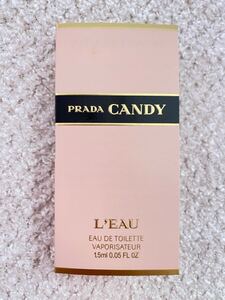 PRADA CANDY
L'EAU
EAU DE TOILETTE
VAPORISATEUR
1.5ml 0.05 FL OZ